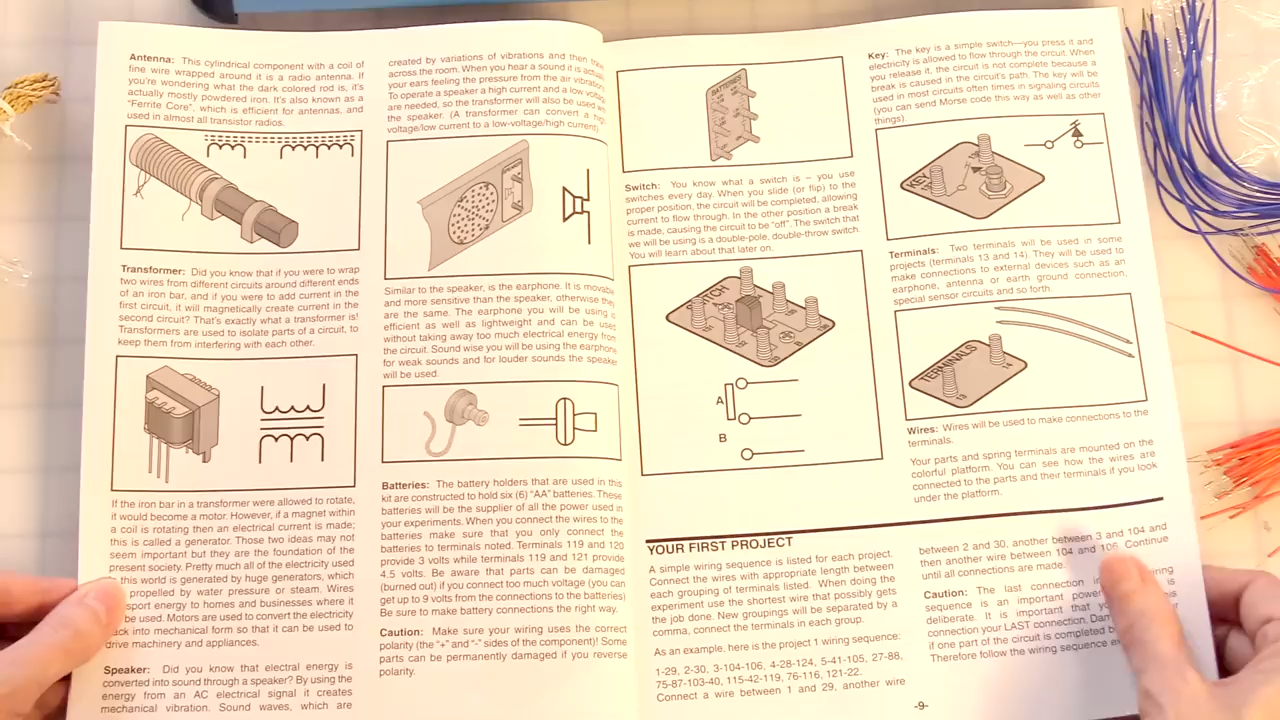 Antenna: This cylindrical component with a coil of
fine wire wrapped around it is a radio antenna. If
you're wondering what the dark colored rod is, it's
actually mostly powdered iron. It's also known as a
"Ferrite Core", which is efficient for antennas, and
used in almost all transistor radios.
Transformer: Did you know that if you were to wrap
two wires from different circuits around different ends
of an iron bar, and if you were to add current in the
first circuit, it will magnetically create current in the
second circuit? That's exactly what a transformer is!
Transformers are used to isolate parts of a circuit, to
keep them from interfering with each other.
If the iron bar in a transformer were allowed to rotate,
it would become a motor. However, if a magnet within
a coil is rotating then an electrical current is made;
this is called a generator. Those two ideas may not
seem important but they are the foundation of the
present society. Pretty much all of the electricity used
this world is generated by huge generators, which
propelled by water pressure or steam. Wires
sport energy to homes and businesses where it
be used. Motors are used to convert the electricity
ack into mechanical form so that it can be used to
drive machinery and appliances.
Speaker: Did you know that electral energy is
converted into sound through a speaker? By using the
energy from an AC electrical signal it creates
mechanical vibration. Sound waves, which are
created by variations of vibrations and then
across the room. When you hear a sound it is
your ears feeling the pressure from the air vibrations.
To operate a speaker a high current and a low voltage
are needed, so the transformer will also be used
the speaker. (A transformer can convert a
voltage/low current to a low-voltage/high current).
Similar to the speaker, is the earphone. It is movable
and more sensitive than the speaker, otherwise they
are the same. The earphone you will be using is
efficient as well as lightweight and can be used
without taking away too much electrical energy from
the circuit. Sound wise you will be using the earphone
for weak sounds and for louder sounds the speaker
will be used.
Batteries: The battery holders that are used in this
kit are constructed to hold six (6) "AA" batteries. These
batteries will be the supplier of all the power used in
your experiments. When you connect the wires to the
batteries make sure that you only connect the
batteries to terminals noted. Terminals 119 and 120
provide 3 volts while terminals 119 and 121 provide
4.5 volts. Be aware that parts can be damaged
(burned out) if you connect too much voltage (you can
get up to 9 volts from the connections to the batteries)
Be sure to make battery connections the right way.
Caution: Make sure your wiring uses the correct
polarity (the "+" and "-" sides of the component)! Some
parts can be permanently damaged if you reverse
polarity.
BATTERY
Switch: You know what a switch is – you use
switches every day. When you slide (or flip) to the
proper position, the circuit will be completed, allowing
current to flow through. In the other position a break
is made, causing the circuit to be "off". The switch that
we will be using is a double-pole, double-throw switch.
You will learn about that later on.
A
B
Key: The key is a simple switch—you press it and
electricity is allowed to flow through the circuit. When
you release it, the circuit is not complete because a
break is caused in the circuit's path. The key will be
used in most circuits often times in signaling circuits
(you can send Morse code this way as well as other
things).
KEY
Terminals: Two terminals will be used in some
projects (terminals 13 and 14). They will be used to
make connections to external devices such as an
earphone, antenna or earth ground connection,
special sensor circuits and so forth.
TERMINALS
14
13
Wires: Wires will be used to make connections to the
terminals.
Your parts and spring terminals are mounted on the
colorful platform. You can see how the wires are
connected to the parts and their terminals if you look
under the platform.
YOUR FIRST PROJECT
A simple wiring sequence is listed for each project.
Connect the wires with appropriate length between
each grouping of terminals listed. When doing the
experiment use the shortest wire that possibly gets
the job done. New groupings will be separated by a
comma, connect the terminals in each group.
As an example, here is the project 1 wiring sequence:
1-29, 2-30, 3-104-106, 4-28-124, 5-41-105, 27-88,
75-87-103-40, 115-42-119, 76-116, 121-22.
Connect a wire between 1 and 29, another wire
between 2 and 30, another between 3 and 104 and
then another wire between 104 and 106. Continue
until all connections are made.
Caution: The last connection in wiring
sequence is an important power is
deliberate. It is important that
connection your LAST connection.
if one part of the circuit is completed
Therefore follow the wiring sequence
-9-